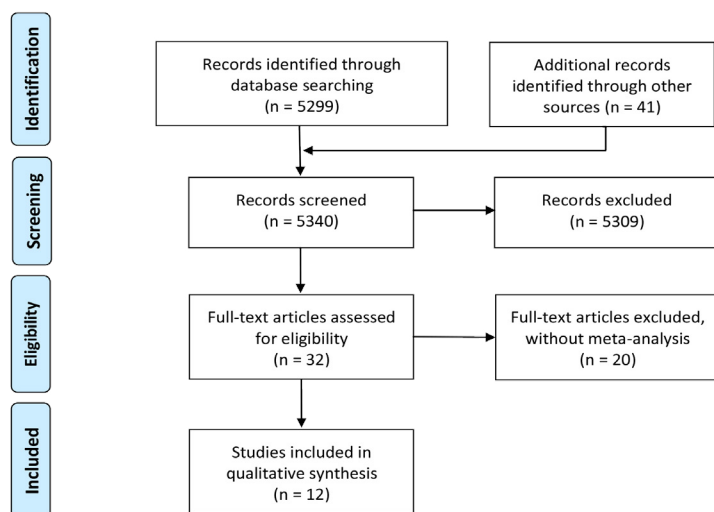 Identification
Records identified through
database searching
(n = 5299)
Additional records
identified through other
sources (n = 41)
Screening
Records screened
(n = 5340)
Records excluded
(n = 5309)
Eligibility
Full-text articles assessed
for eligibility
(n = 32)
Full-text articles excluded,
without meta-analysis
(n = 20)
Included
Studies included in
qualitative synthesis
(n = 12)